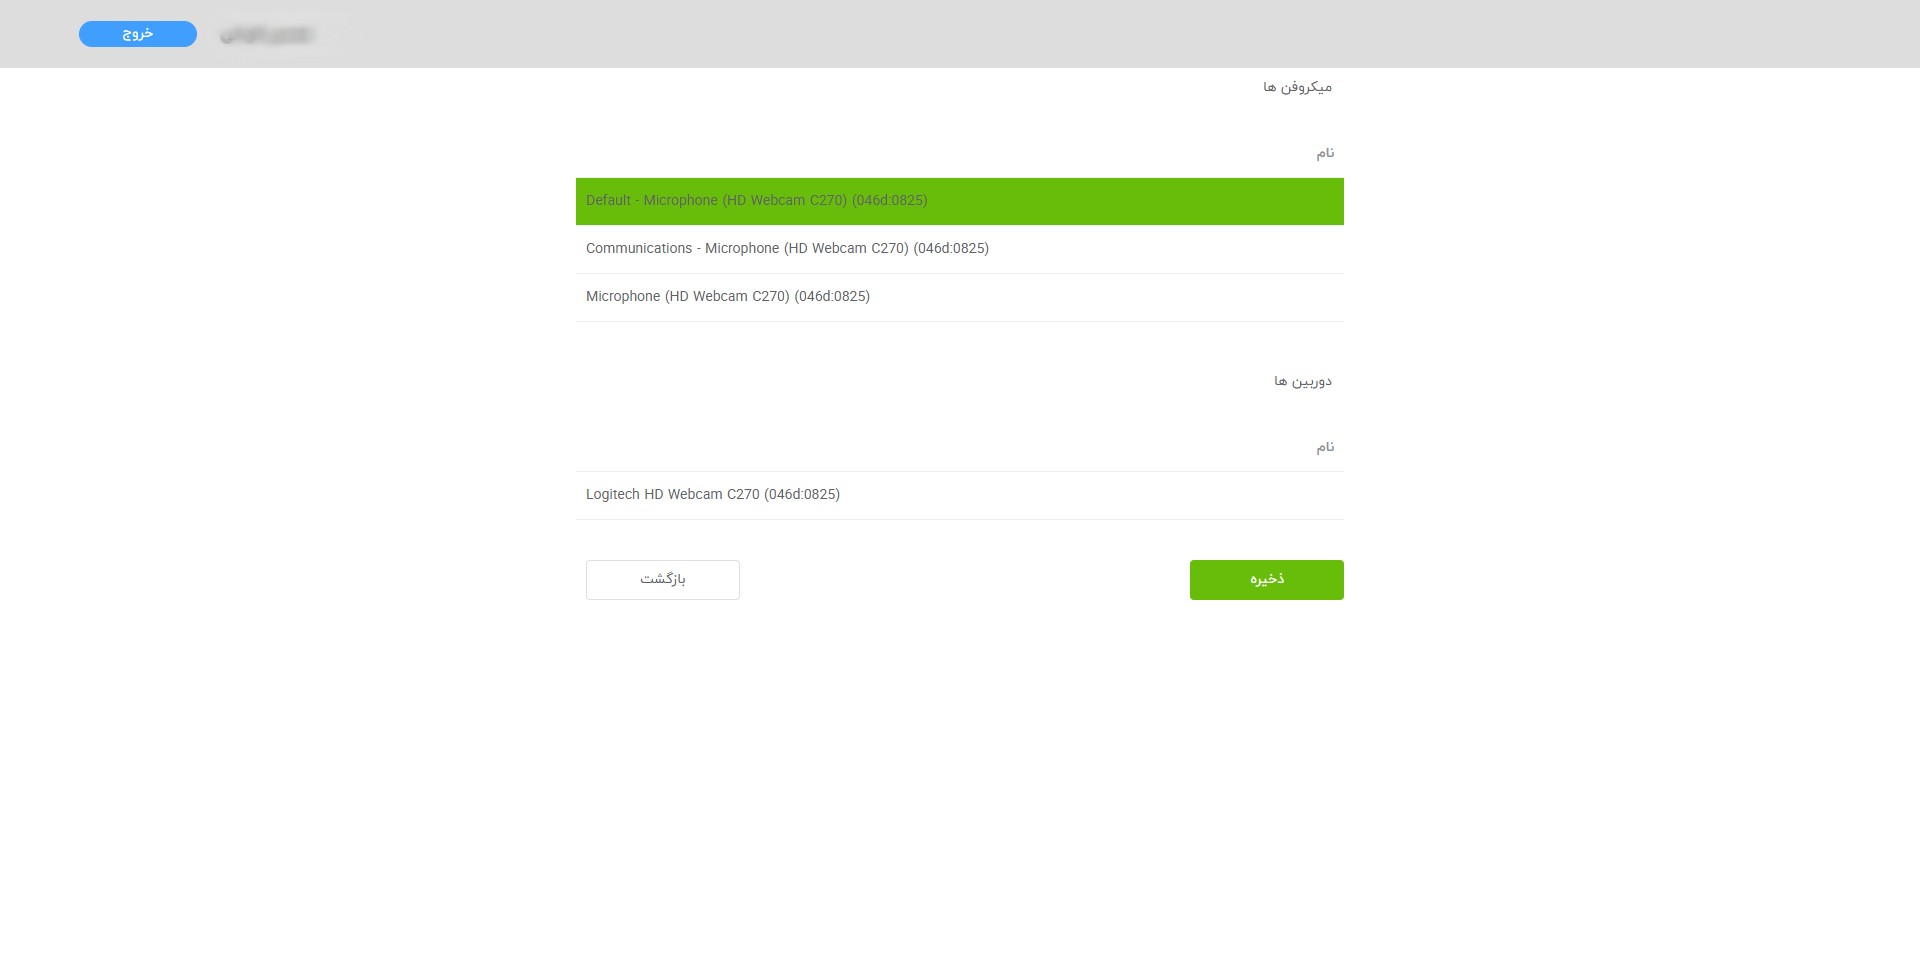 خروج
میکروفن ها
نام
Default - Microphone (HD Webcam C270) (046d:0825)
Communications - Microphone (HD Webcam C270) (046d:0825)
Microphone (HD Webcam C270) (046d:0825)
دوربین ها
نام
Logitech HD Webcam C270 (046d:0825)
ذخیره
بازگشت